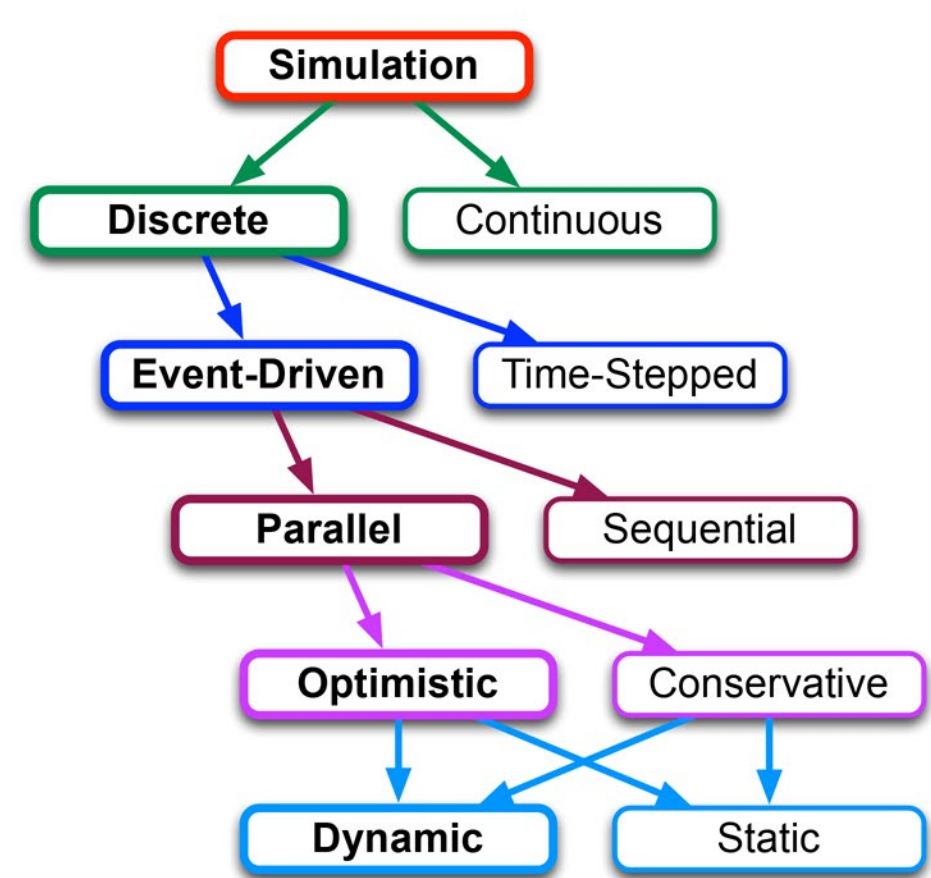 Simulation
Discrete
Continuous
Event-Driven
Time-Stepped
Parallel
Sequential
Optimistic
Conservative
Dynamic
Static